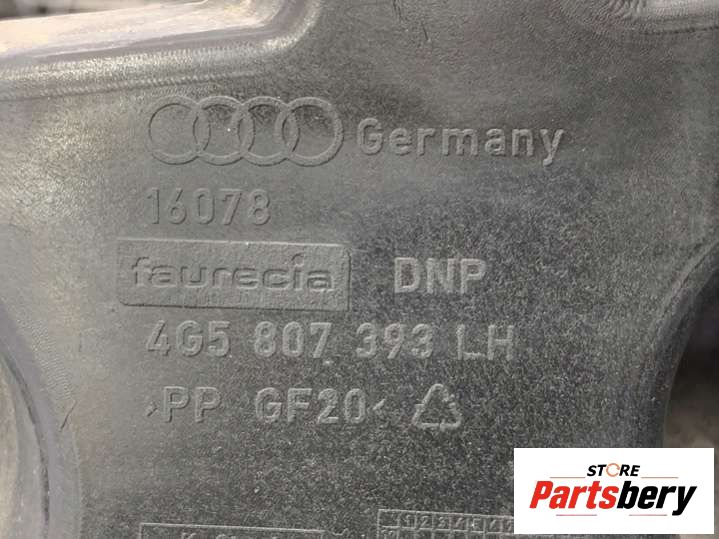 Germany
16078
faurecia DNP
4G5 807 393 LH
>PP GF20<
STORE
Partsbery